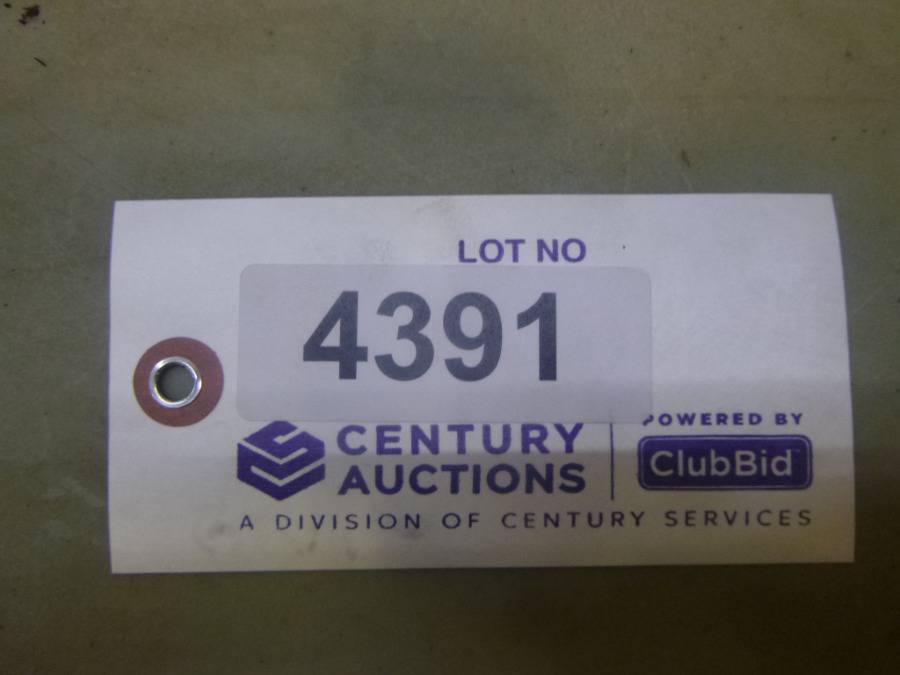 LOT NO
4391
CENTURY
AUCTIONS
POWERED BY
ClubBid
A DIVISION OF CENTURY SERVICES